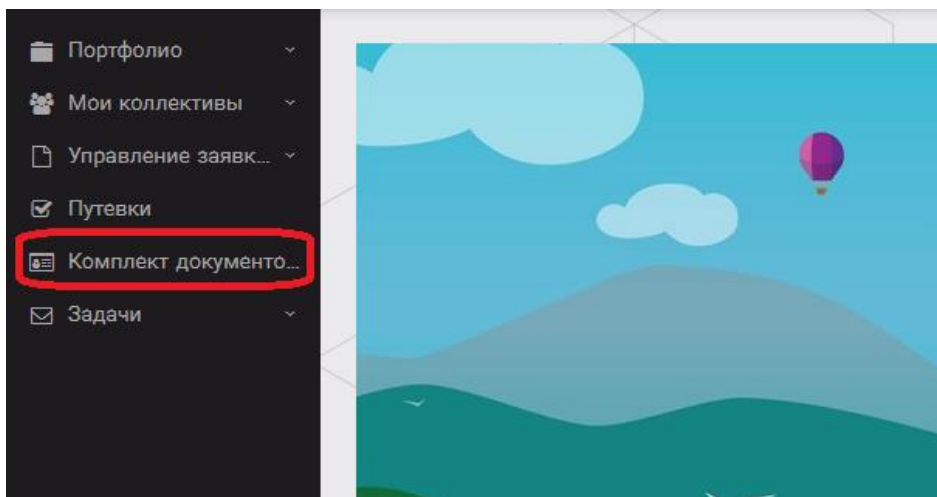 Портфолио
Мои коллективы
Управление заявк...
Путевки
Комплект документо...
Задачи